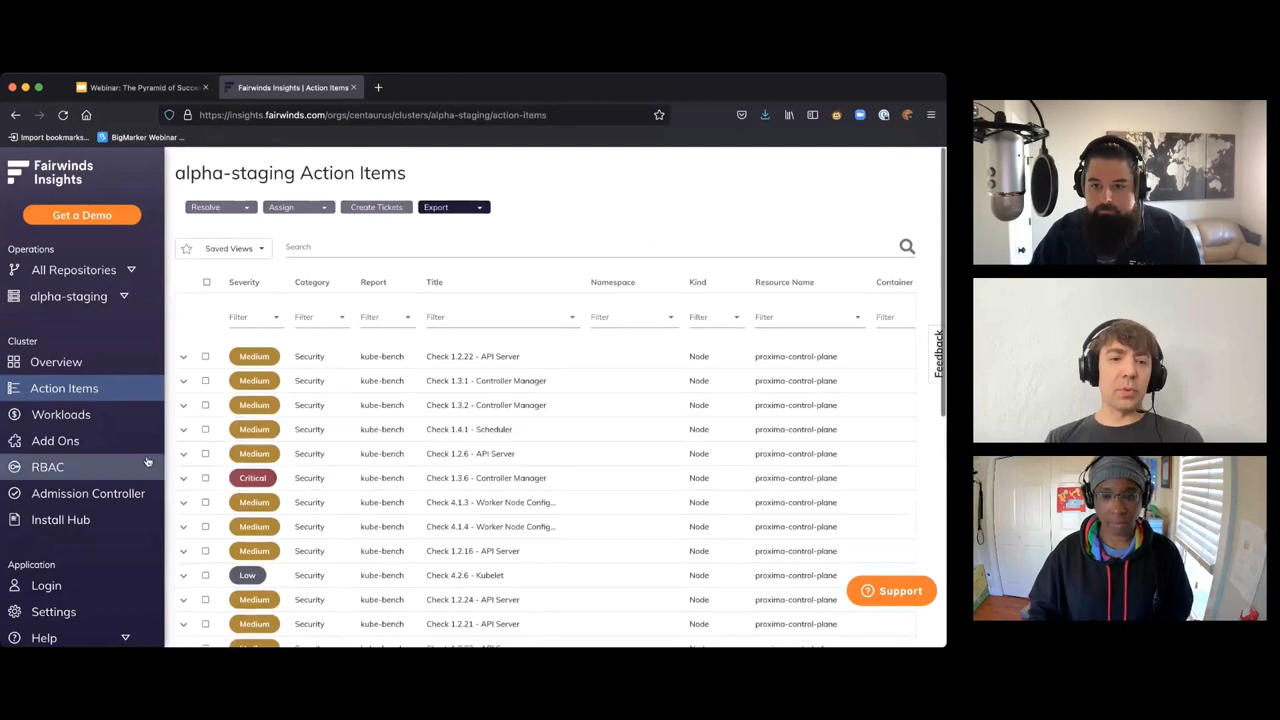 Webinar: The Pyramid of Succe
Fairwinds Insights | Action Items
https://insights.fairwinds.com/orgs/centaurus/clusters/alpha-staging/action-items
Import bookmarks...
BigMarker Webinar ...
Fairwinds
Insights
Get a Demo
Operations
All Repositories
alpha-staging
Cluster
Overview
Action Items
Workloads
Add Ons
RBAC
Admission Controller
Install Hub
Application
Login
Settings
Help
alpha-staging Action Items
Resolve Assign Create Tickets Export
Saved Views Search
Severity Category Report Title Namespace Kind Resource Name Container
Filter Filter Filter Filter Filter Filter Filter Filter
Medium Security kube-bench Check 1.2.22 - API Server Node proxima-control-plane
Medium Security kube-bench Check 1.3.1 - Controller Manager Node proxima-control-plane
Medium Security kube-bench Check 1.3.2 - Controller Manager Node proxima-control-plane
Medium Security kube-bench Check 1.4.1 - Scheduler Node proxima-control-plane
Medium Security kube-bench Check 1.2.6 - API Server Node proxima-control-plane
Critical Security kube-bench Check 1.3.6 - Controller Manager Node proxima-control-plane
Medium Security kube-bench Check 4.1.3 - Worker Node Config... Node proxima-control-plane
Medium Security kube-bench Check 4.1.4 - Worker Node Config... Node proxima-control-plane
Medium Security kube-bench Check 1.2.16 - API Server Node proxima-control-plane
Low Security kube-bench Check 4.2.6 - Kubelet Node proxima-control-plane
Medium Security kube-bench Check 1.2.24 - API Server Node proxima-control-plane
Medium Security kube-bench Check 1.2.21 - API Server Node proxima-control-plane
Feedback
Support